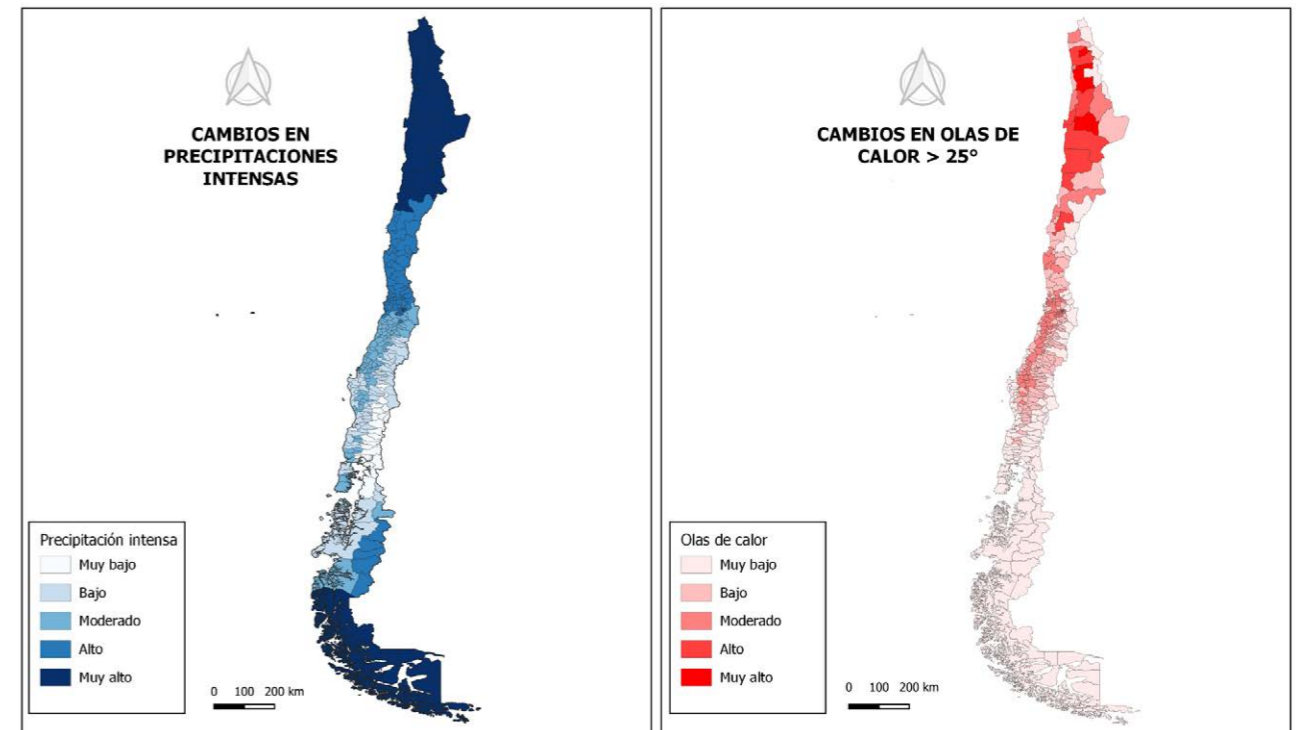 CAMBIOS EN
PRECIPITACIONES
INTENSAS
Precipitación intensa
Muy bajo
Bajo
Moderado
Alto
Muy alto
0 100 200 km
CAMBIOS EN OLAS DE
CALOR > 25°
Olas de calor
Muy bajo
Bajo
Moderado
Alto
Muy alto
0 100 200 km